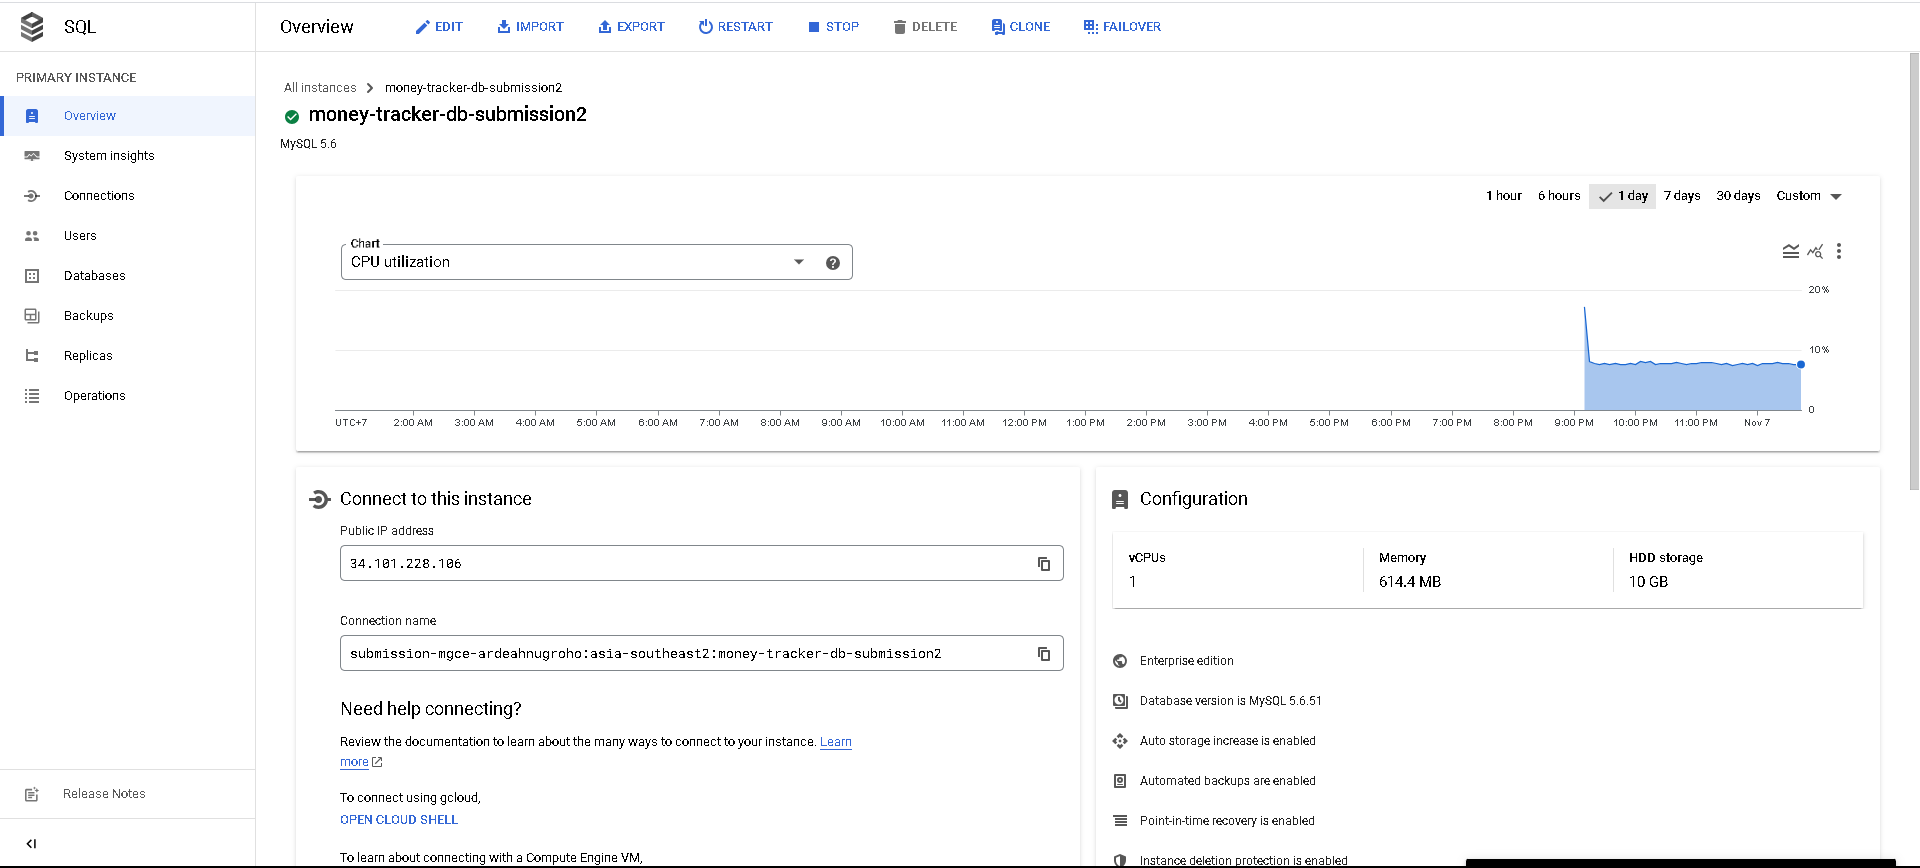 SQL
Overview
EDIT
IMPORT
EXPORT
RESTART
STOP
DELETE
CLONE
FAILOVER
PRIMARY INSTANCE
Overview
System insights
Connections
Users
Databases
Backups
Replicas
Operations
Release Notes
All instances
money-tracker-db-submission2
money-tracker-db-submission2
MySQL 5.6
1 hour
6 hours
1 day
7 days
30 days
Custom
Chart
CPU utilization
20%
10%
0
UTC+7
2:00 AM
3:00 AM
4:00 AM
5:00 AM
6:00 AM
7:00 AM
8:00 AM
9:00 AM
10:00 AM
11:00 AM
12:00 PM
1:00 PM
2:00 PM
3:00 PM
4:00 PM
5:00 PM
6:00 PM
7:00 PM
8:00 PM
9:00 PM
10:00 PM
11:00 PM
Nov 7
Connect to this instance
Public IP address
34.101.228.106
Connection name
submission-mgce-ardeahnugroho:asia-southeast2:money-tracker-db-submission2
Need help connecting?
Review the documentation to learn about the many ways to connect to your instance. Learn
more
To connect using gcloud,
OPEN CLOUD SHELL
To learn about connecting with a Compute Engine VM,
Configuration
vCPUs
1
Memory
614.4 MB
HDD storage
10 GB
Enterprise edition
Database version is MySQL 5.6.51
Auto storage increase is enabled
Automated backups are enabled
Point-in-time recovery is enabled
Instance deletion protection is enabled